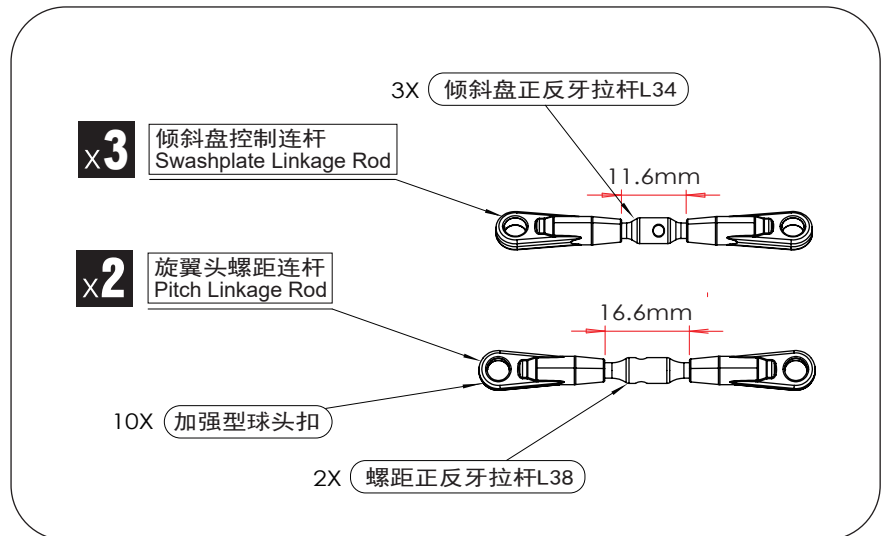 3X 倾斜盘正反牙拉杆L34
x3
倾斜盘控制连杆
Swashplate Linkage Rod
11.6mm
x2
旋翼头螺距连杆
Pitch Linkage Rod
16.6mm
10X 加强型球头扣
2X 螺距正反牙拉杆L38